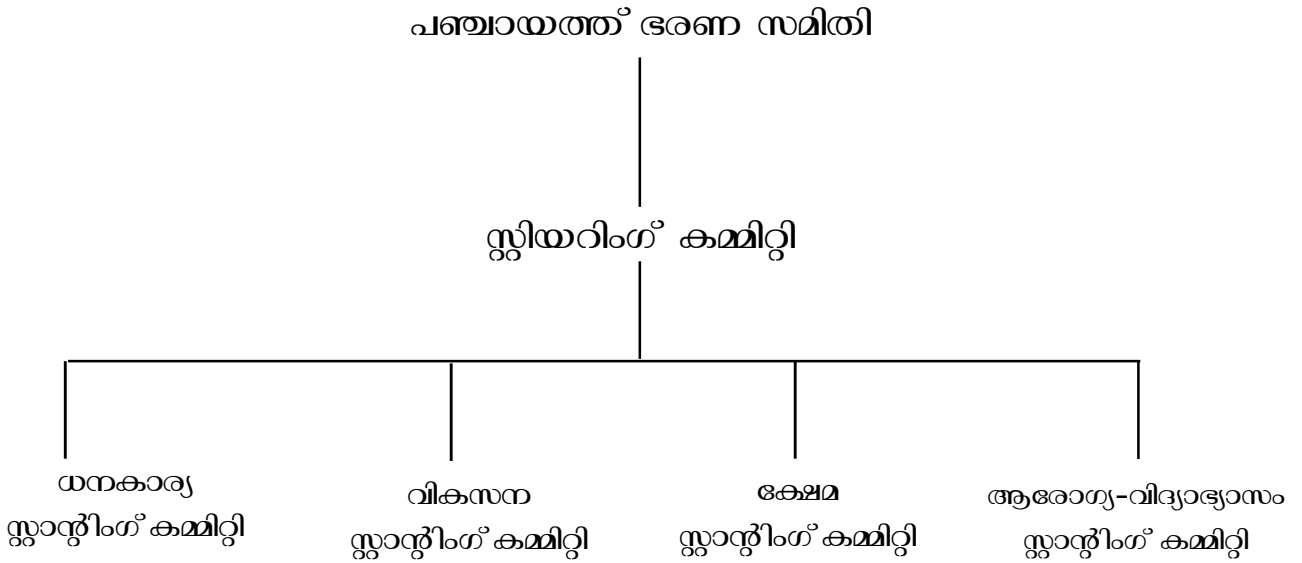 പഞ്ചായത്ത് ഭരണ സമിതി
സ്റ്റിയറിംഗ് കമ്മിറ്റി
ധനകാര്യ
സ്റ്റാന്റിംഗ് കമ്മിറ്റി
വികസന
സ്റ്റാന്റിംഗ് കമ്മിറ്റി
ക്ഷേമ
സ്റ്റാന്റിംഗ് കമ്മിറ്റി
ആരോഗ്യ-വിദ്യാഭ്യാസം
സ്റ്റാന്റിംഗ് കമ്മിറ്റി